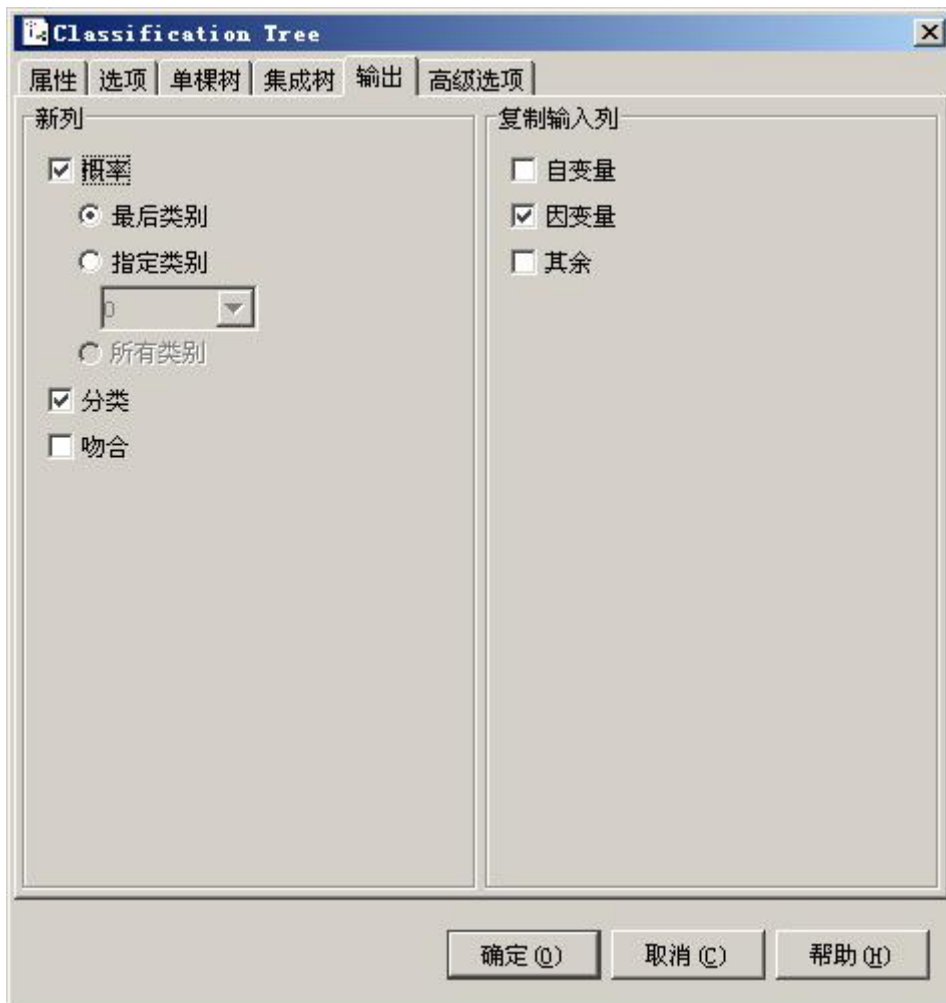 Classification Tree
属性 选项 单棵树 集成树 输出 高级选项
新列
概率
最后类别
指定类别
0
所有类别
分类
吻合
复制输入列
自变量
因变量
其余
确定(O) 取消(C) 帮助(H)